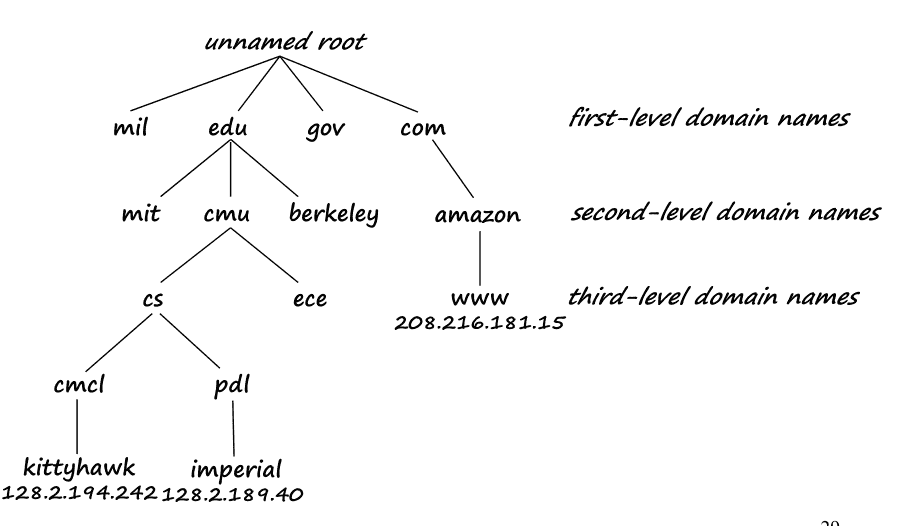 unnamed root
mil edu gov com first-level domain names
mit cmu berkeley amazon second-level domain names
cs ece www third-level domain names
208.216.181.15
cmcl pdl
kittyhawk imperial
128.2.194.242 128.2.189.40